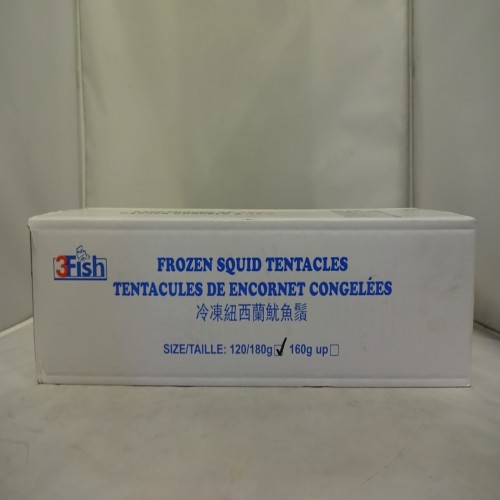 3Fish
FROZEN SQUID TENTACLES
TENTACULES DE ENCORNET CONGELÉES
冷凍紐西蘭魷魚鬚
SIZE/TAILLE: 120/180g 160g up